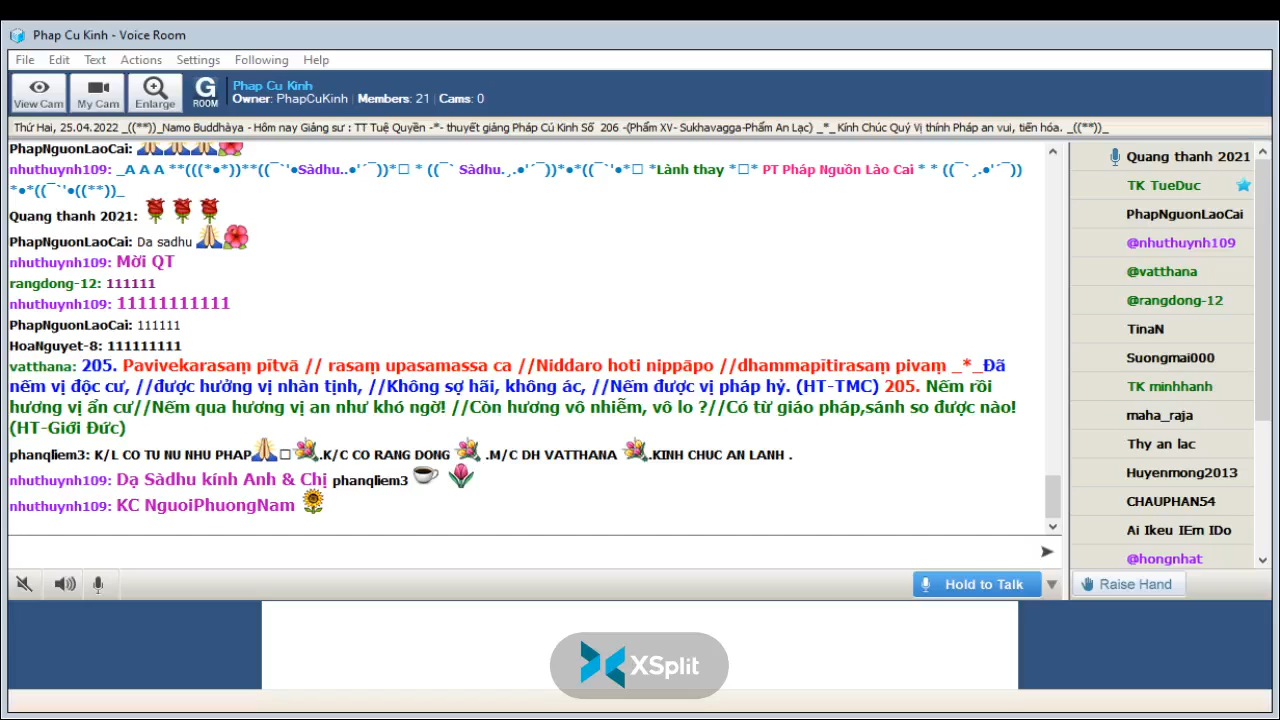 Phap Cu Kinh - Voice Room
File Edit Text Actions Settings Following Help
View Cam My Cam Enlarge G ROOM
Phap Cu Kinh
Owner: PhapCuKinh | Members: 21 | Cams: 0
Thứ Hai, 25.04.2022 _((**))_Namo Buddhàya - Hôm nay Giảng sư : TT Tuệ Quyền -*- thuyết giảng Pháp Cú Kinh Số 206 -(Phẩm XV- Sukhavagga-Phẩm An Lạc) _*_ Kính Chúc Quý Vị thính Pháp an vui, tiến hóa. _((**))_
PhapNguonLaoCai:
nhuthuynh109: _A A A **(((*●*))**((¯`'●Sàdhu..●'´¯))*□ * ((¯` Sàdhu.¸.●'´¯))*●*((¯`'●*□ *Lành thay *□* PT Pháp Nguồn Lào Cai * * ((¯`¸.●'´¯))
*●*((¯`'●((**))_
Quang thanh 2021:
PhapNguonLaoCai: Dạ sadhu
nhuthuynh109: Mời QT
rangdong-12: 111111
nhuthuynh109: 11111111111
PhapNguonLaoCai: 111111
HoaNguyet-8: 111111111
vatthana: 205. Pavivekarasaṃ pītvā // rasaṃ upasamassa ca //Niddaro hoti nippāpo //dhammapītirasaṃ pivaṃ _*_Đã
nếm vị độc cư, //được hưởng vị nhàn tịnh, //Không sợ hãi, không ác, //Nếm được vị pháp hỷ. (HT-TMC) 205. Nếm rồi
hương vị ẩn cư//Nếm qua hương vị an như khó ngờ! //Còn hương vô nhiễm, vô lo ?//Có từ giáo pháp,sánh so được nào!
(HT-Giới Đức)
phanqliem3: K/L CO TU NU NHU PHAP □ .K/C CO RANG DONG .M/C DH VATTHANA .KINH CHUC AN LANH .
nhuthuynh109: Dạ Sàdhu kính Anh & Chị phanqliem3
nhuthuynh109: KC NguoiPhuongNam
Quang thanh 2021
TK TueDuc
PhapNguonLaoCai
@nhuthuynh109
@vatthana
@rangdong-12
TinaN
Suongmai000
TK minhhanh
maha_raja
Thy an lac
Huyenmong2013
CHAUPHAN54
Ai Ikeu IEm IDo
@hongnhat
Hold to Talk
Raise Hand
XSplit